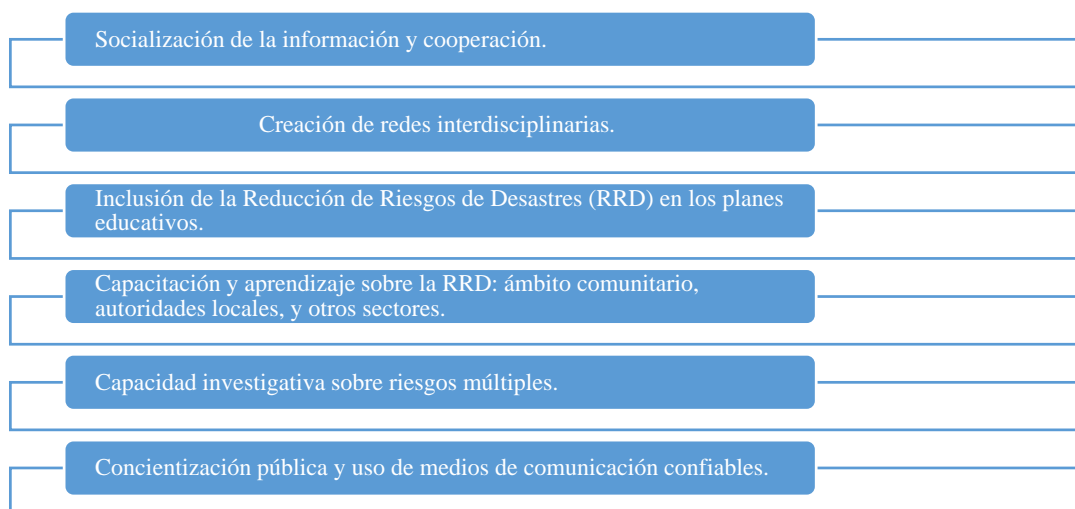 Socialización de la información y cooperación.
Creación de redes interdisciplinarias.
Inclusión de la Reducción de Riesgos de Desastres (RRD) en los planes
educativos.
Capacitación y aprendizaje sobre la RRD: ámbito comunitario,
autoridades locales, y otros sectores.
Capacidad investigativa sobre riesgos múltiples.
Concientización pública y uso de medios de comunicación confiables.